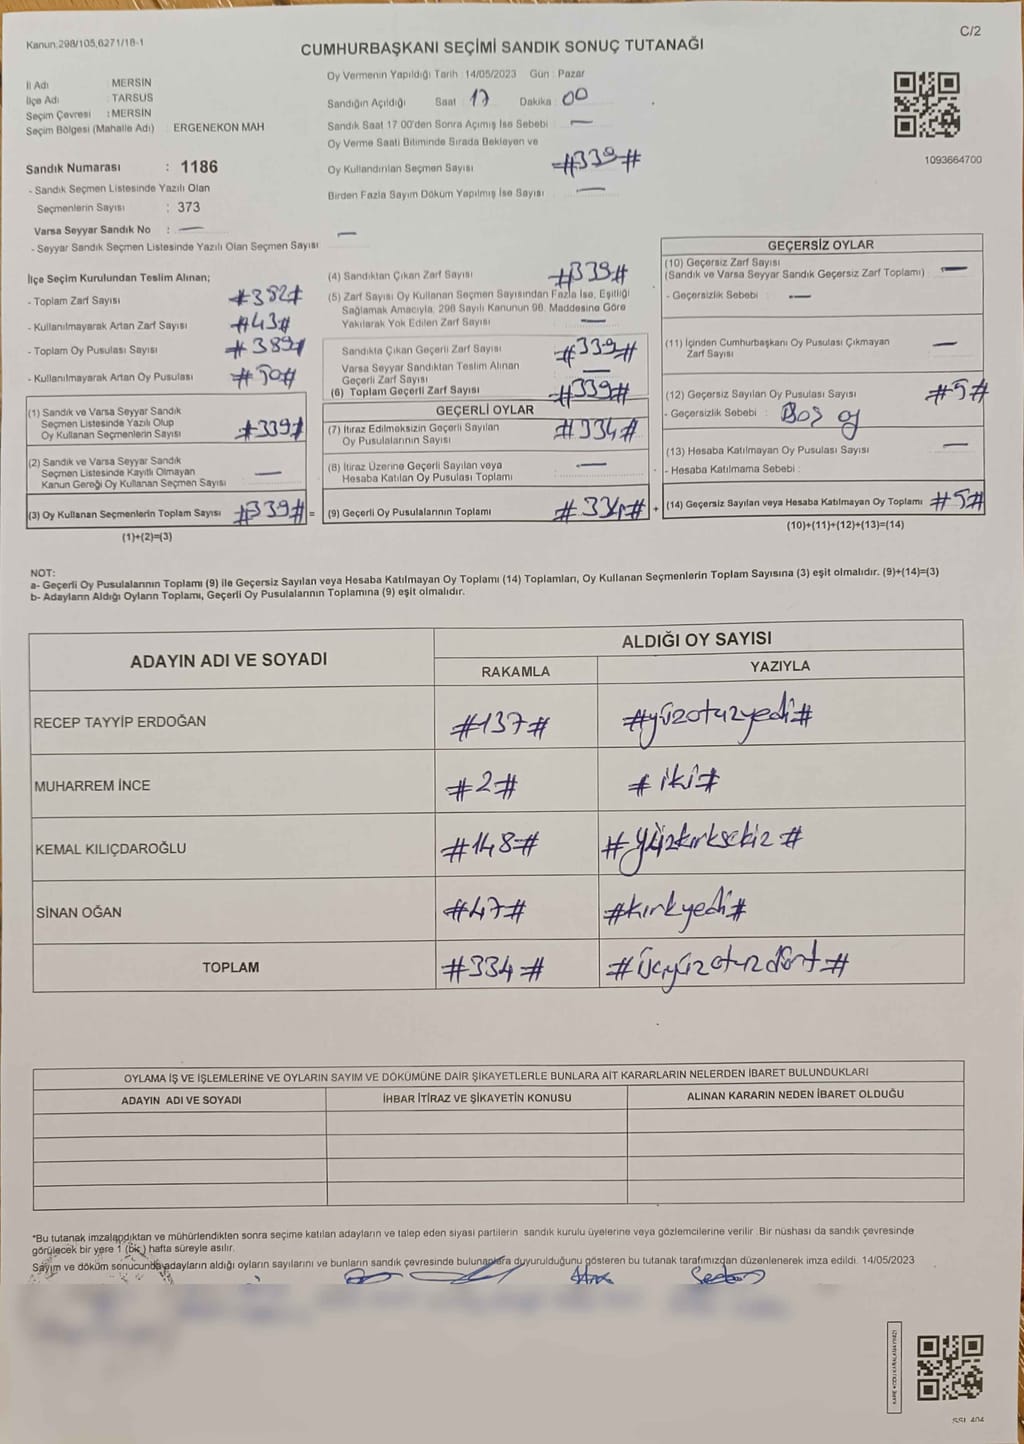 Kanun:298/105,6271/18-1
C/2
CUMHURBAŞKANI SEÇİMİ SANDIK SONUÇ TUTANAĞI
İl Adı : MERSİN
İlçe Adı : TARSUS
Seçim Çevresi : MERSİN
Seçim Bölgesi (Mahalle Adı) ERGENEKON MAH
Sandık Numarası : 1186
- Sandık Seçmen Listesinde Yazılı Olan
Seçmenlerin Sayısı : 373
Varsa Seyyar Sandık No : —
- Seyyar Sandık Seçmen Listesinde Yazılı Olan Seçmen Sayısı —
Oy Vermenin Yapıldığı Tarih : 14/05/2023 Gün : Pazar
Sandığın Açıldığı Saat 17 Dakika 00
Sandık Saat 17:00'den Sonra Açımış İse Sebebi —
Oy Verme Saati Bitiminde Sırada Bekleyen ve
Oy Kullandırılan Seçmen Sayısı #339#
Birden Fazla Sayım Döküm Yapılmış İse Sayısı —
1093664700
İlçe Seçim Kurulundan Teslim Alınan;
- Toplam Zarf Sayısı #382#
- Kullanılmayarak Artan Zarf Sayısı #43#
- Toplam Oy Pusulası Sayısı #389#
- Kullanılmayarak Artan Oy Pusulası #50#
(1) Sandık ve Varsa Seyyar Sandık
Seçmen Listesinde Yazılı Olup
Oy Kullanan Seçmenlerin Sayısı #339#
(2) Sandık ve Varsa Seyyar Sandık
Seçmen Listesinde Kayıtlı Olmayan
Kanun Gereği Oy Kullanan Seçmen Sayısı —
(3) Oy Kullanan Seçmenlerin Toplam Sayısı #339# =
(1)+(2)=(3)
(4) Sandıktan Çıkan Zarf Sayısı #339#
(5) Zarf Sayısı Oy Kullanan Seçmen Sayısından Fazla İse, Eşitliği
Sağlamak Amacıyla, 298 Sayılı Kanunun 98. Maddesine Göre
Yakılarak Yok Edilen Zarf Sayısı —
Sandıkta Çıkan Geçerli Zarf Sayısı #339#
Varsa Seyyar Sandıktan Teslim Alınan
Geçerli Zarf Sayısı —
(6) Toplam Geçerli Zarf Sayısı #339#
GEÇERLİ OYLAR
(7) İtiraz Edilmeksizin Geçerli Sayılan
Oy Pusulalarının Sayısı #334#
(8) İtiraz Üzerine Geçerli Sayılan veya
Hesaba Katılan Oy Pusulası Toplamı —
(9) Geçerli Oy Pusulalarının Toplamı #334# +
GEÇERSİZ OYLAR
(10) Geçersiz Zarf Sayısı
(Sandık ve Varsa Seyyar Sandık Geçersiz Zarf Toplamı) —
- Geçersizlik Sebebi : —
(11) İçinden Cumhurbaşkanı Oy Pusulası Çıkmayan
Zarf Sayısı —
(12) Geçersiz Sayılan Oy Pusulası Sayısı #5#
- Geçersizlik Sebebi : Boş oy
(13) Hesaba Katılmayan Oy Pusulası Sayısı —
- Hesaba Katılmama Sebebi :
(14) Geçersiz Sayılan veya Hesaba Katılmayan Oy Toplamı #5#
(10)+(11)+(12)+(13)=(14)
NOT:
a- Geçerli Oy Pusulalarının Toplamı (9) ile Geçersiz Sayılan veya Hesaba Katılmayan Oy Toplamı (14) Toplamları, Oy Kullanan Seçmenlerin Toplam Sayısına (3) eşit olmalıdır. (9)+(14)=(3)
b- Adayların Aldığı Oyların Toplamı, Geçerli Oy Pusulalarının Toplamına (9) eşit olmalıdır.
ADAYIN ADI VE SOYADI
ALDIĞI OY SAYISI
RAKAMLA YAZIYLA
RECEP TAYYİP ERDOĞAN #137# #yüzotuzyedi#
MUHARREM İNCE #2# #iki#
KEMAL KILIÇDAROĞLU #148# #yüzkırksekiz#
SİNAN OĞAN #47# #kırkyedi#
TOPLAM #334# #üçyüzotuzdört#
OYLAMA İŞ VE İŞLEMLERİNE VE OYLARIN SAYIM VE DÖKÜMÜNE DAİR ŞİKAYETLERLE BUNLARA AİT KARARLARIN NELERDEN İBARET BULUNDUKLARI
ADAYIN ADI VE SOYADI İHBAR İTİRAZ VE ŞİKAYETİN KONUSU ALINAN KARARIN NEDEN İBARET OLDUĞU
*Bu tutanak imzalandıktan ve mühürlendikten sonra seçime katılan adayların ve talep eden siyasi partilerin sandık kurulu üyelerine veya gözlemcilerine verilir. Bir nüshası da sandık çevresinde
görülecek bir yere 1 (bir) hafta süreyle asılır.
Sayım ve döküm sonucunda adayların aldığı oyların sayılarını ve bunların sandık çevresinde bulunanlara duyurulduğunu gösteren bu tutanak tarafımızdan düzenlenerek imza edildi. 14/05/2023